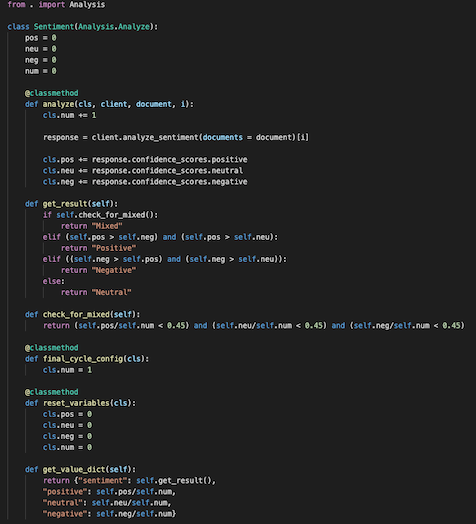 from . import Analysis
class Sentiment(Analysis.Analyze):
    pos = 0
    neu = 0
    neg = 0
    num = 0
    @classmethod
    def analyze(cls, client, document, i):
        cls.num += 1
        response = client.analyze_sentiment(documents = document)[i]
        cls.pos += response.confidence_scores.positive
        cls.neu += response.confidence_scores.neutral
        cls.neg += response.confidence_scores.negative
    def get_result(self):
        if self.check_for_mixed():
            return "Mixed"
        elif (self.pos > self.neg) and (self.pos > self.neu):
            return "Positive"
        elif ((self.neg > self.pos) and (self.neg > self.neu)):
            return "Negative"
        else:
            return "Neutral"
    def check_for_mixed(self):
        return (self.pos/self.num < 0.45) and (self.neu/self.num < 0.45) and (self.neg/self.num < 0.45)
    @classmethod
    def final_cycle_config(cls):
        cls.num = 1
    @classmethod
    def reset_variables(cls):
        cls.pos = 0
        cls.neu = 0
        cls.neg = 0
        cls.num = 0
    def get_value_dict(self):
        return {"sentiment": self.get_result(),
        "positive": self.pos/self.num,
        "neutral": self.neu/self.num,
        "negative": self.neg/self.num}